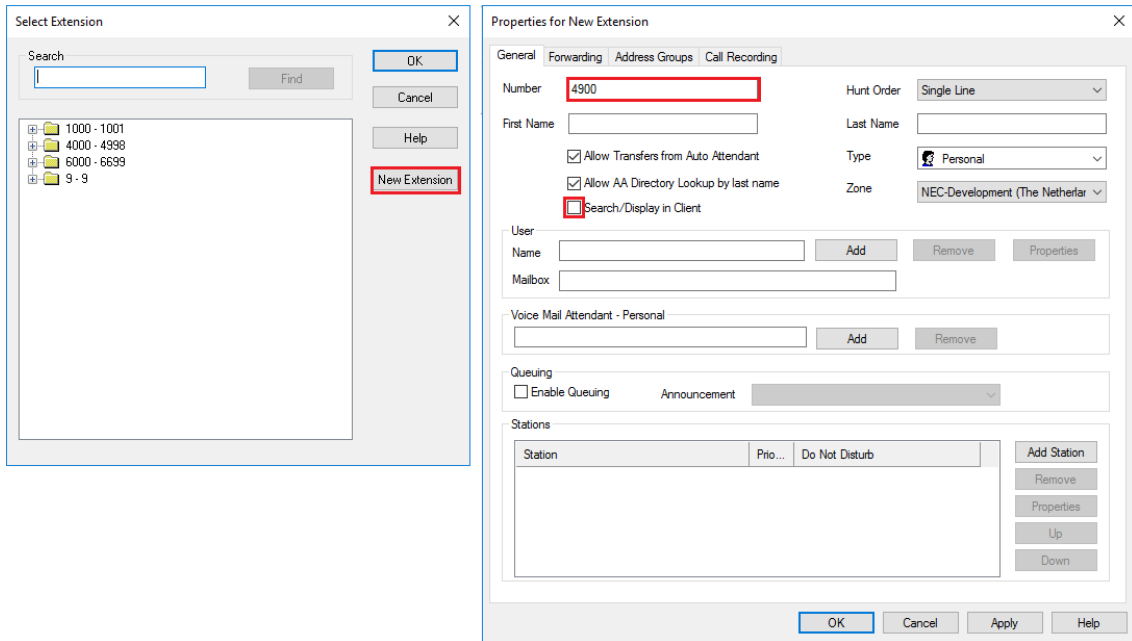 Select Extension
Search
Find
OK
Cancel
Help
New Extension
1000 - 1001
4000 - 4998
6000 - 6699
9 - 9
Properties for New Extension
General Forwarding Address Groups Call Recording
Number 4900 Hunt Order Single Line
First Name Last Name
Allow Transfers from Auto Attendant Type Personal
Allow AA Directory Lookup by last name Zone NEC-Development (The Netherlar
Search/Display in Client
User
Name Add Remove Properties
Mailbox
Voice Mail Attendant - Personal
Add Remove
Queuing
Enable Queuing Announcement
Stations
Station Prio... Do Not Disturb Add Station
Remove
Properties
Up
Down
OK Cancel Apply Help